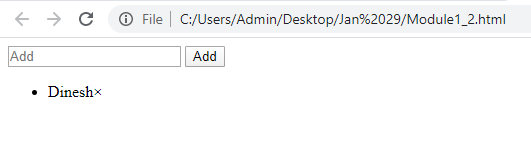 File | C:/Users/Admin/Desktop/Jan%2029/Module1_2.html
Add Add
• Dinesh×